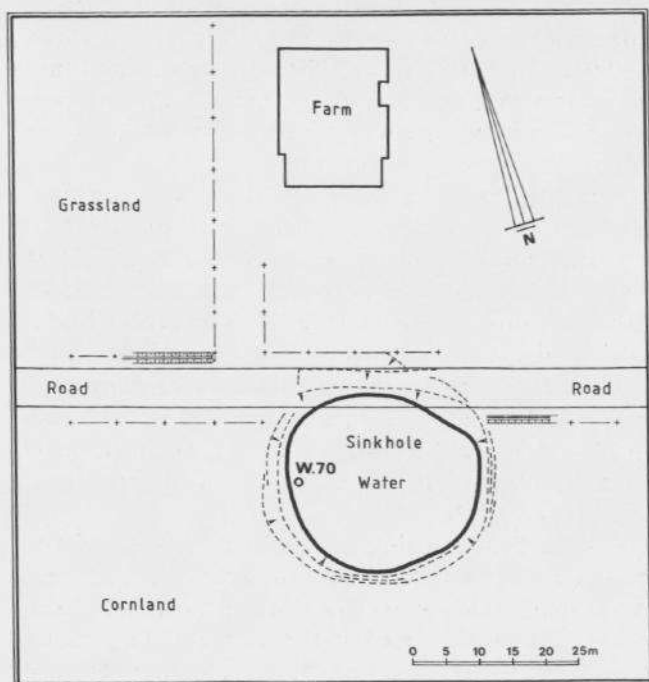 Farm
Grassland
N
Road
Road
Sinkhole
W.70
Water
Cornland
0 5 10 15 20 25m